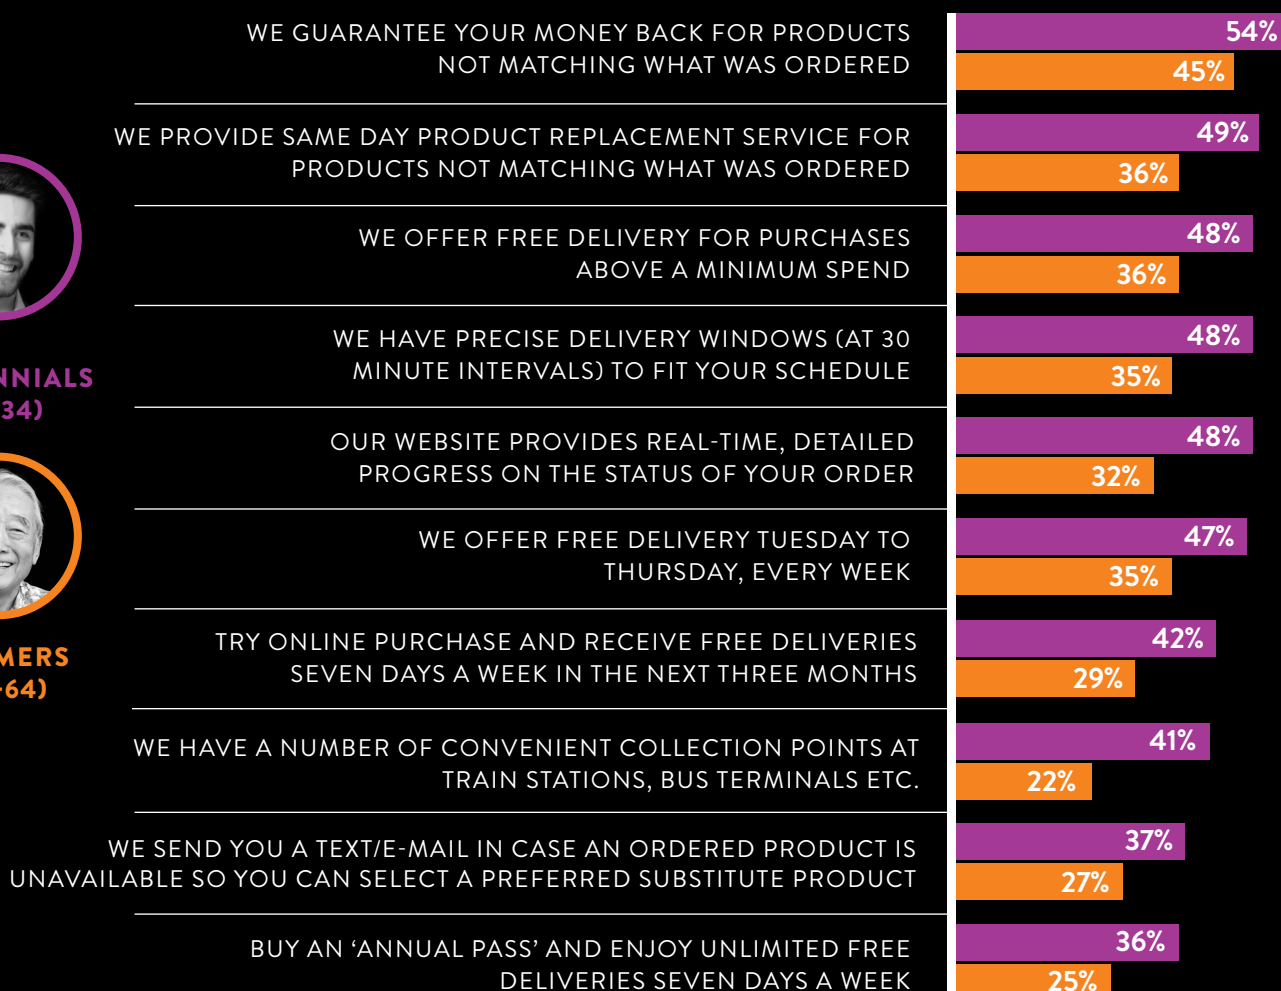 WE GUARANTEE YOUR MONEY BACK FOR PRODUCTS
NOT MATCHING WHAT WAS ORDERED
54%
45%
WE PROVIDE SAME DAY PRODUCT REPLACEMENT SERVICE FOR
PRODUCTS NOT MATCHING WHAT WAS ORDERED
49%
36%
WE OFFER FREE DELIVERY FOR PURCHASES
ABOVE A MINIMUM SPEND
48%
36%
WE HAVE PRECISE DELIVERY WINDOWS (AT 30
MINUTE INTERVALS) TO FIT YOUR SCHEDULE
48%
35%
NNIALS
34)
OUR WEBSITE PROVIDES REAL-TIME, DETAILED
PROGRESS ON THE STATUS OF YOUR ORDER
48%
32%
WE OFFER FREE DELIVERY TUESDAY TO
THURSDAY, EVERY WEEK
47%
35%
TRY ONLINE PURCHASE AND RECEIVE FREE DELIVERIES
SEVEN DAYS A WEEK IN THE NEXT THREE MONTHS
42%
29%
MERS
-64)
WE HAVE A NUMBER OF CONVENIENT COLLECTION POINTS AT
TRAIN STATIONS, BUS TERMINALS ETC.
41%
22%
WE SEND YOU A TEXT/E-MAIL IN CASE AN ORDERED PRODUCT IS
UNAVAILABLE SO YOU CAN SELECT A PREFERRED SUBSTITUTE PRODUCT
37%
27%
BUY AN ‘ANNUAL PASS’ AND ENJOY UNLIMITED FREE
DELIVERIES SEVEN DAYS A WEEK
36%
25%